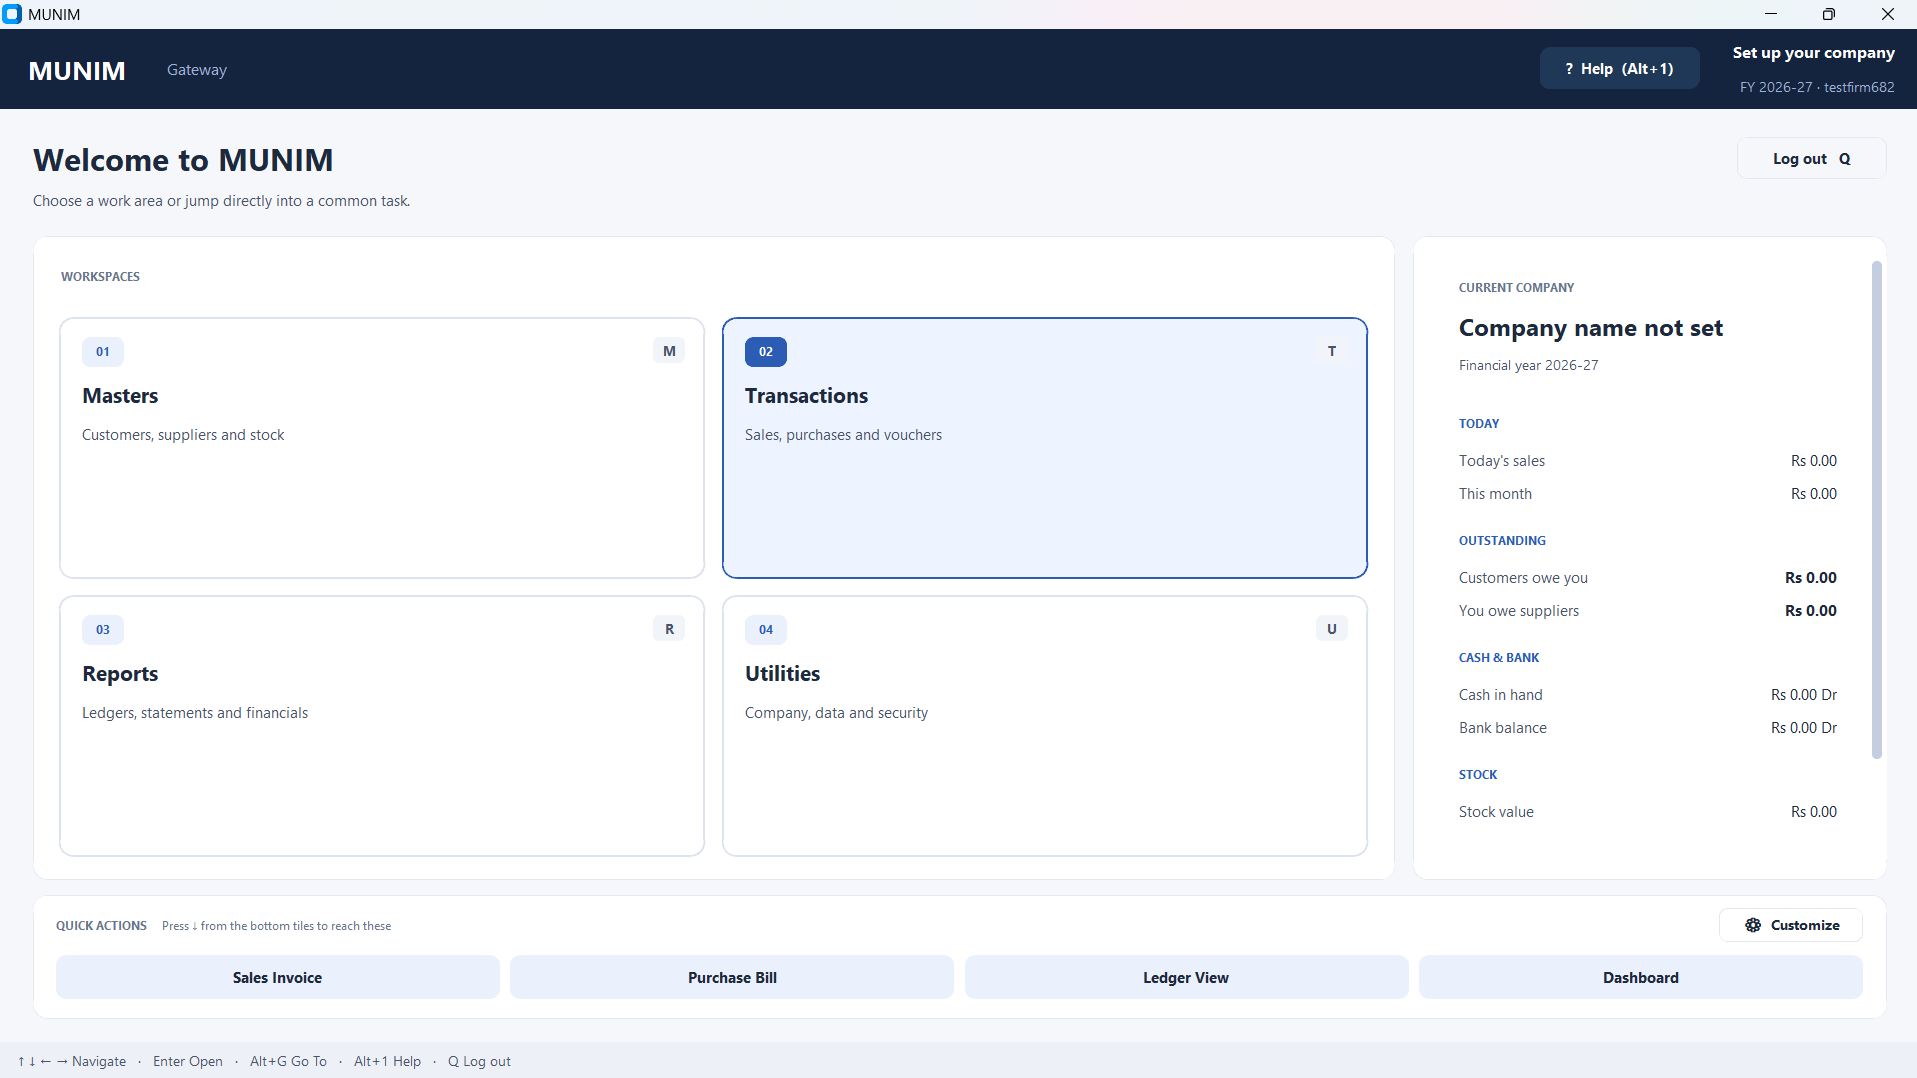 MUNIM
MUNIM
Gateway
? Help (Alt+1)
Set up your company
FY 2026-27 · testfirm682
Welcome to MUNIM
Choose a work area or jump directly into a common task.
Log out Q
WORKSPACES
01
M
Masters
Customers, suppliers and stock
02
T
Transactions
Sales, purchases and vouchers
03
R
Reports
Ledgers, statements and financials
04
U
Utilities
Company, data and security
CURRENT COMPANY
Company name not set
Financial year 2026-27
TODAY
Today's sales Rs 0.00
This month Rs 0.00
OUTSTANDING
Customers owe you Rs 0.00
You owe suppliers Rs 0.00
CASH & BANK
Cash in hand Rs 0.00 Dr
Bank balance Rs 0.00 Dr
STOCK
Stock value Rs 0.00
QUICK ACTIONS Press ↓ from the bottom tiles to reach these
Customize
Sales Invoice
Purchase Bill
Ledger View
Dashboard
↑ ↓ ← → Navigate · Enter Open · Alt+G Go To · Alt+1 Help · Q Log out